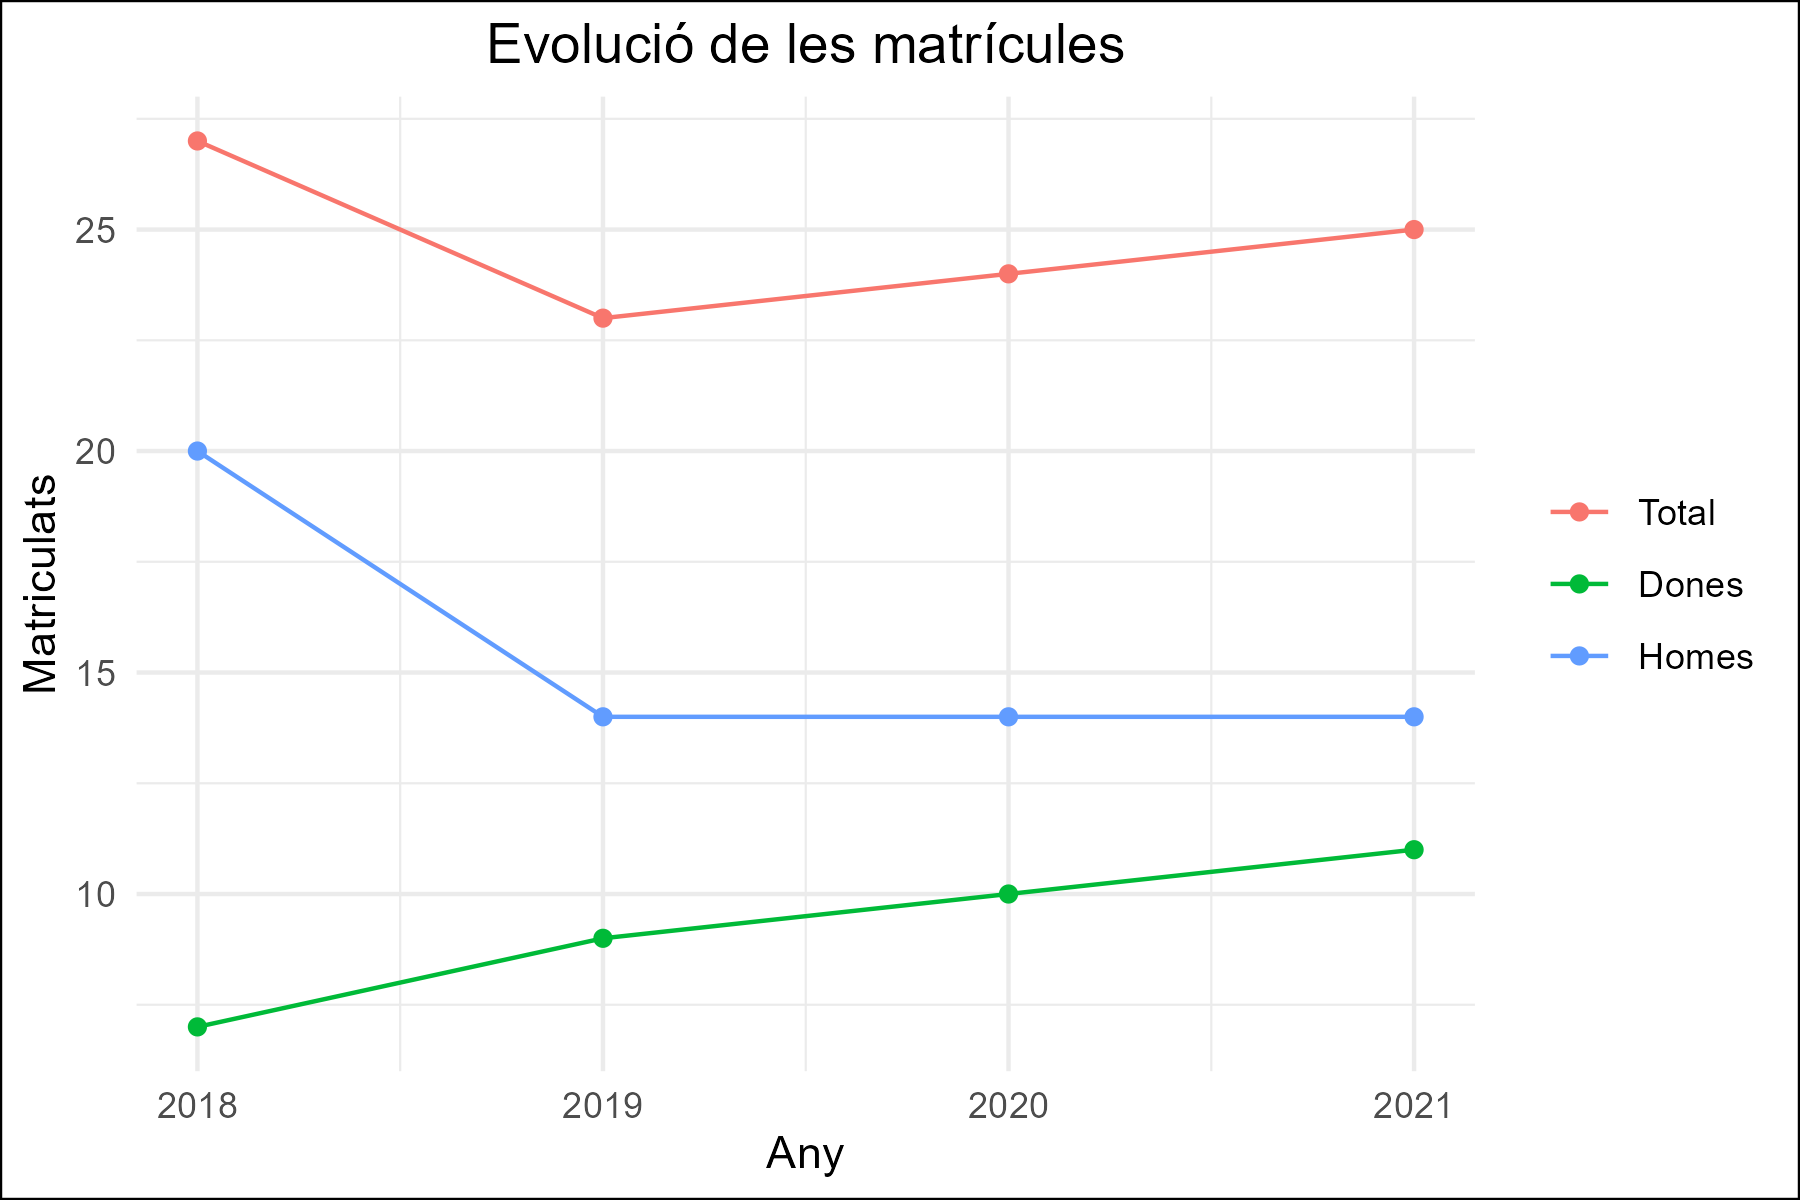 Evolució de les matrícules
25
20
15
10
Matriculats
2018 2019 2020 2021
Any
Total
Dones
Homes